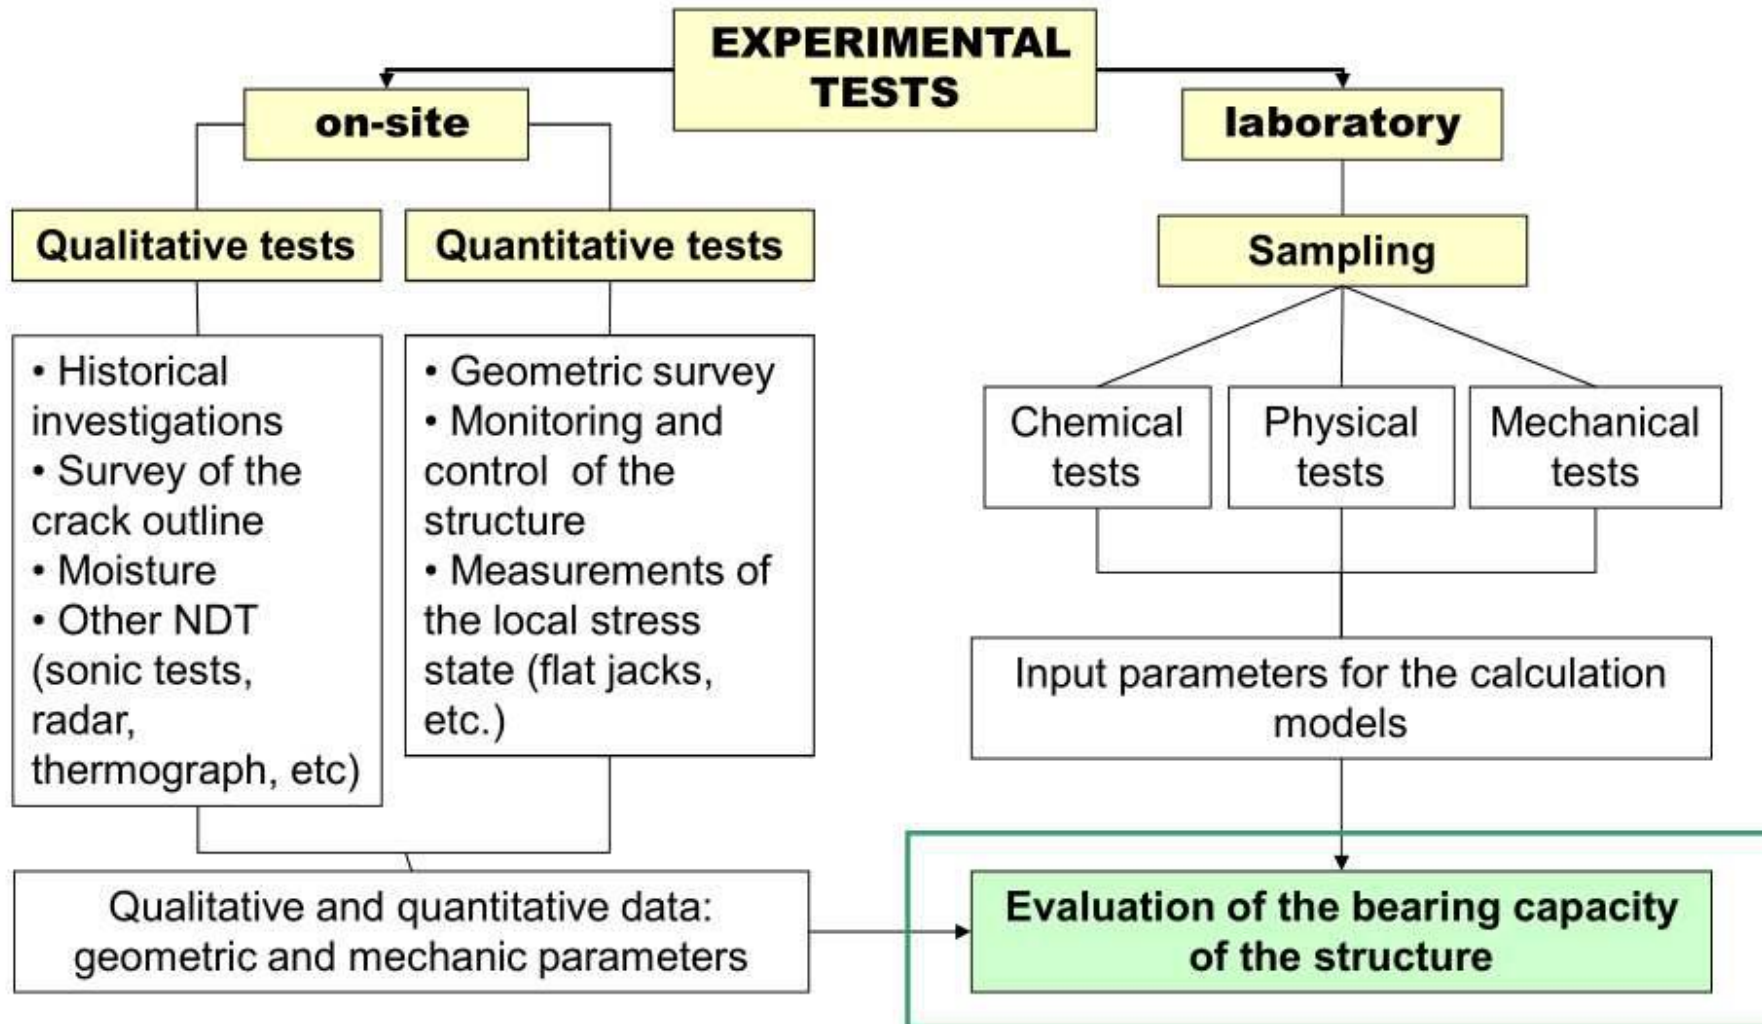 EXPERIMENTAL
TESTS
on-site
laboratory
Qualitative tests
Quantitative tests
Sampling
• Historical
investigations
• Survey of the
crack outline
• Moisture
• Other NDT
(sonic tests,
radar,
thermograph, etc)
• Geometric survey
• Monitoring and
control of the
structure
• Measurements of
the local stress
state (flat jacks,
etc.)
Chemical
tests
Physical
tests
Mechanical
tests
Input parameters for the calculation
models
Qualitative and quantitative data:
geometric and mechanic parameters
Evaluation of the bearing capacity
of the structure